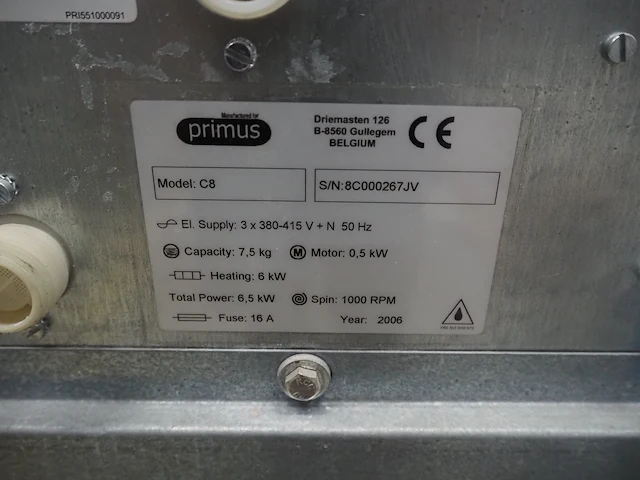 PRI551000091
Manufactured for
primus
Driemasten 126
B-8560 Gullegem
BELGIUM
CE
Model: C8
S/N:8C000267JV
El. Supply: 3 x 380-415 V + N 50 Hz
Capacity: 7,5 kg
M Motor: 0,5 kW
Heating: 6 kW
Total Power: 6,5 kW
Spin: 1000 RPM
Fuse: 16 A
Year: 2006